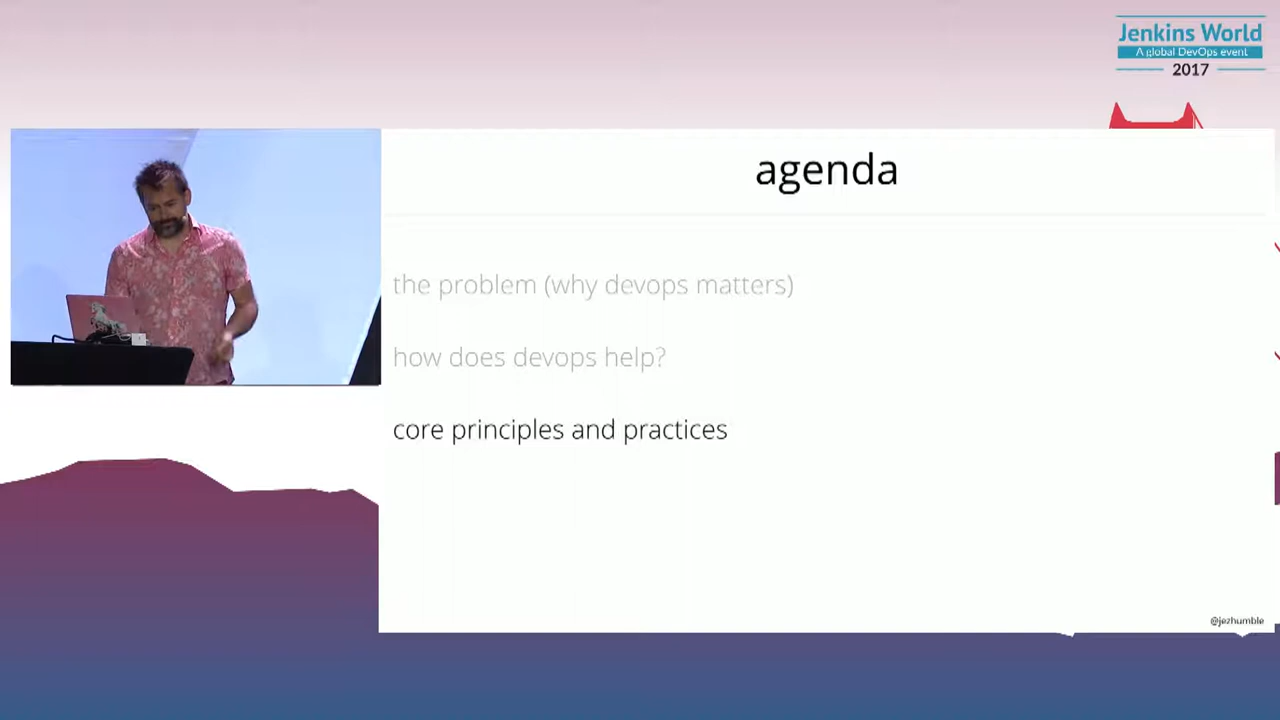 Jenkins World
A global DevOps event
2017
agenda
the problem (why devops matters)
how does devops help?
core principles and practices
@jezhumble